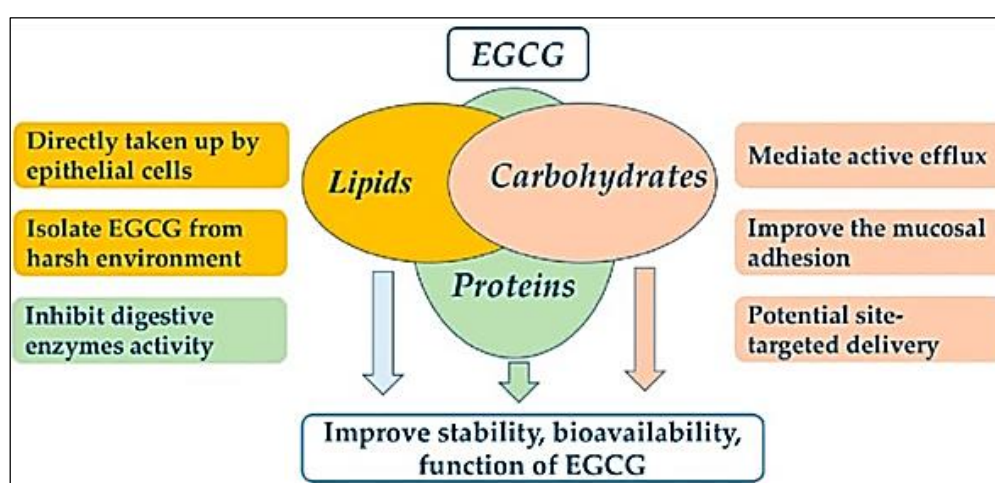 EGCG
Directly taken up by
epithelial cells
Isolate EGCG from
harsh environment
Inhibit digestive
enzymes activity
Lipids
Carbohydrates
Proteins
Mediate active efflux
Improve the mucosal
adhesion
Potential site-
targeted delivery
Improve stability, bioavailability,
function of EGCG